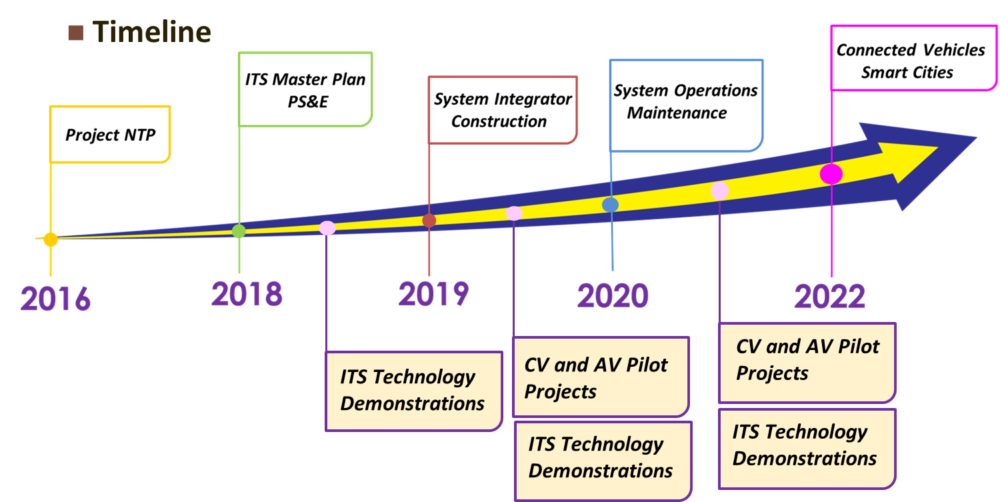 Timeline
Project NTP
ITS Master Plan
PS&E
System Integrator
Construction
System Operations
Maintenance
Connected Vehicles
Smart Cities
2016
2018
2019
2020
2022
ITS Technology
Demonstrations
CV and AV Pilot
Projects
ITS Technology
Demonstrations
CV and AV Pilot
Projects
ITS Technology
Demonstrations